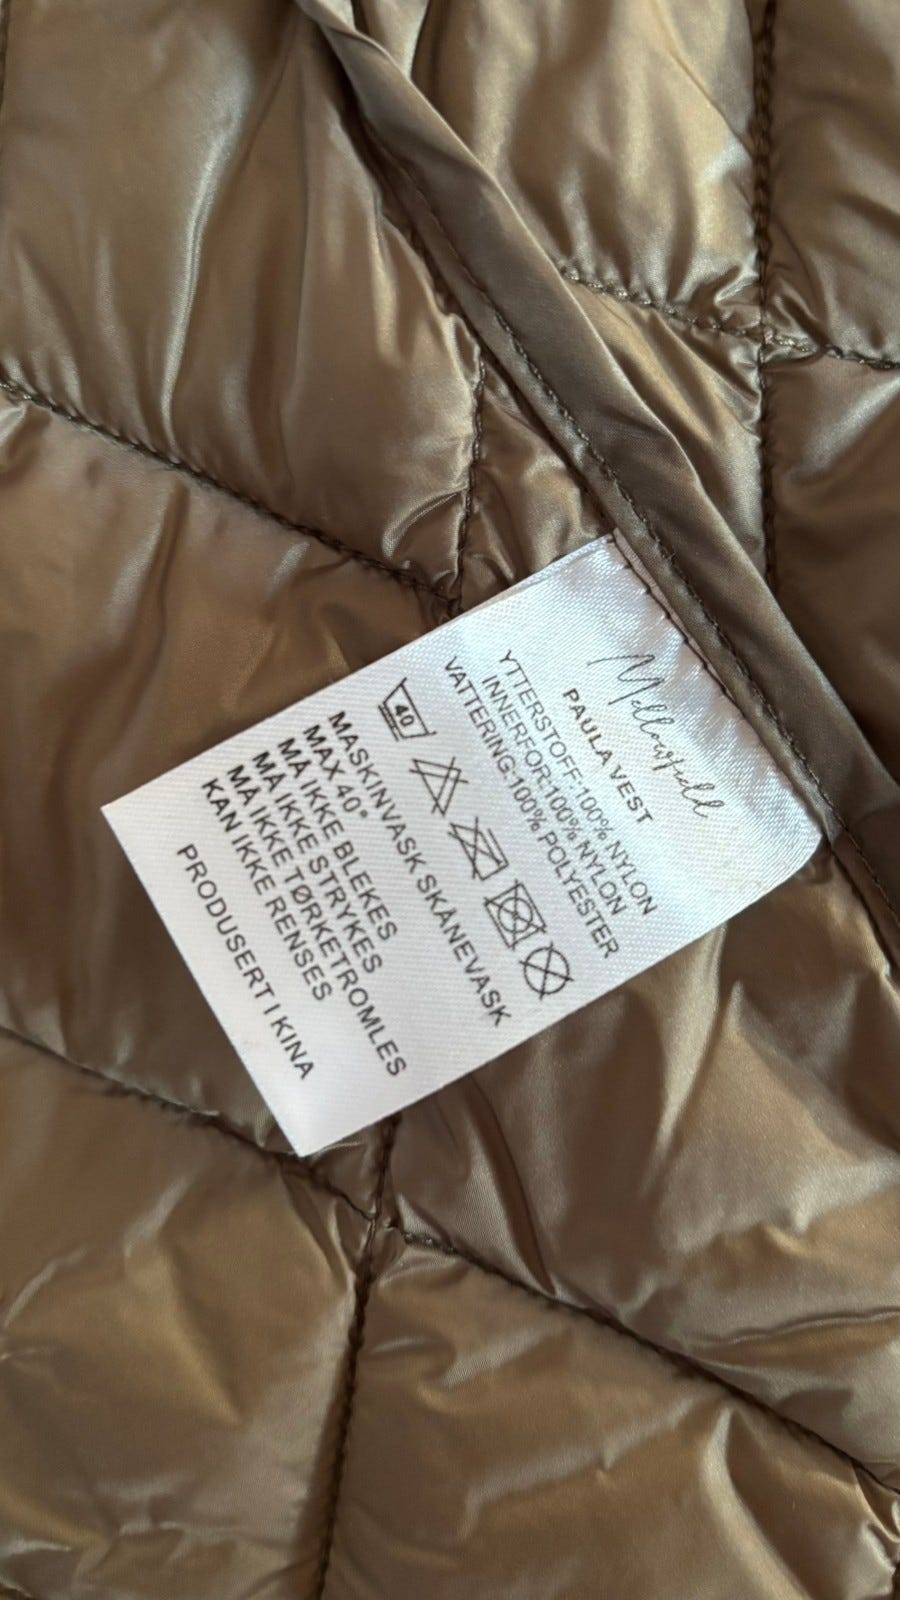 Mellowfield
PAULA VEST
YTTERSTOFF:100% NYLON
INNERFOR:100% NYLON
VATTERING:100% POLYESTER
40
MASKINVASK SKÅNEVASK
MAX 40°
MÅ IKKE BLEKES
MÅ IKKE STRYKES
MÅ IKKE TØRKETROMLES
KAN IKKE RENSES
PRODUSERT I KINA